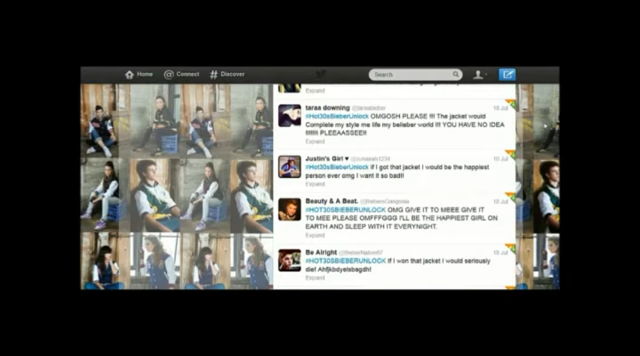 Home @ Connect # Discover Search
Expand
taraa downing 18 Jul
#Hot30sBieberUnlock OMGOSH PLEASE !!! The jacket would
Complete my style me life my belieber world !!! YOU HAVE NO IDEA
!!!!!!!! PLEEAASSEE!!
Expand
Justin's Girl ♥ 18 Jul
#Hot30sBieberUnlock if I got that jacket I would be the happiest
person ever omg I want it so bad!!
Expand
Beauty & A Beat. 18 Jul
#HOT30SBIEBERUNLOCK OMG GIVE IT TO MEEE GIVE IT
TO MEE PLEASE OMFFFGGG I'LL BE THE HAPPIEST GIRL ON
EARTH AND SLEEP WITH IT EVERYNIGHT.
Expand
Be Alright 18 Jul
#HOT30SBIEBERUNLOCK If I won that jacket I would seriously
die!
Expand